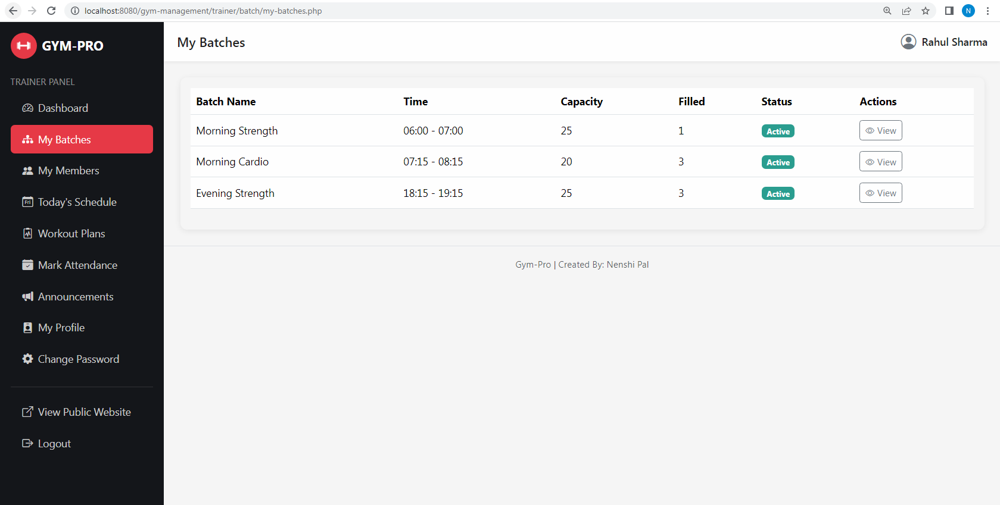 localhost:8080/gym-management/trainer/batch/my-batches.php
N
GYM-PRO
My Batches
Rahul Sharma
TRAINER PANEL
Dashboard
My Batches
My Members
Fri Today's Schedule
Workout Plans
Mark Attendance
Announcements
My Profile
Change Password
View Public Website
Logout
Batch Name Time Capacity Filled Status Actions
Morning Strength 06:00 - 07:00 25 1 Active View
Morning Cardio 07:15 - 08:15 20 3 Active View
Evening Strength 18:15 - 19:15 25 3 Active View
Gym-Pro | Created By: Nenshi Pal